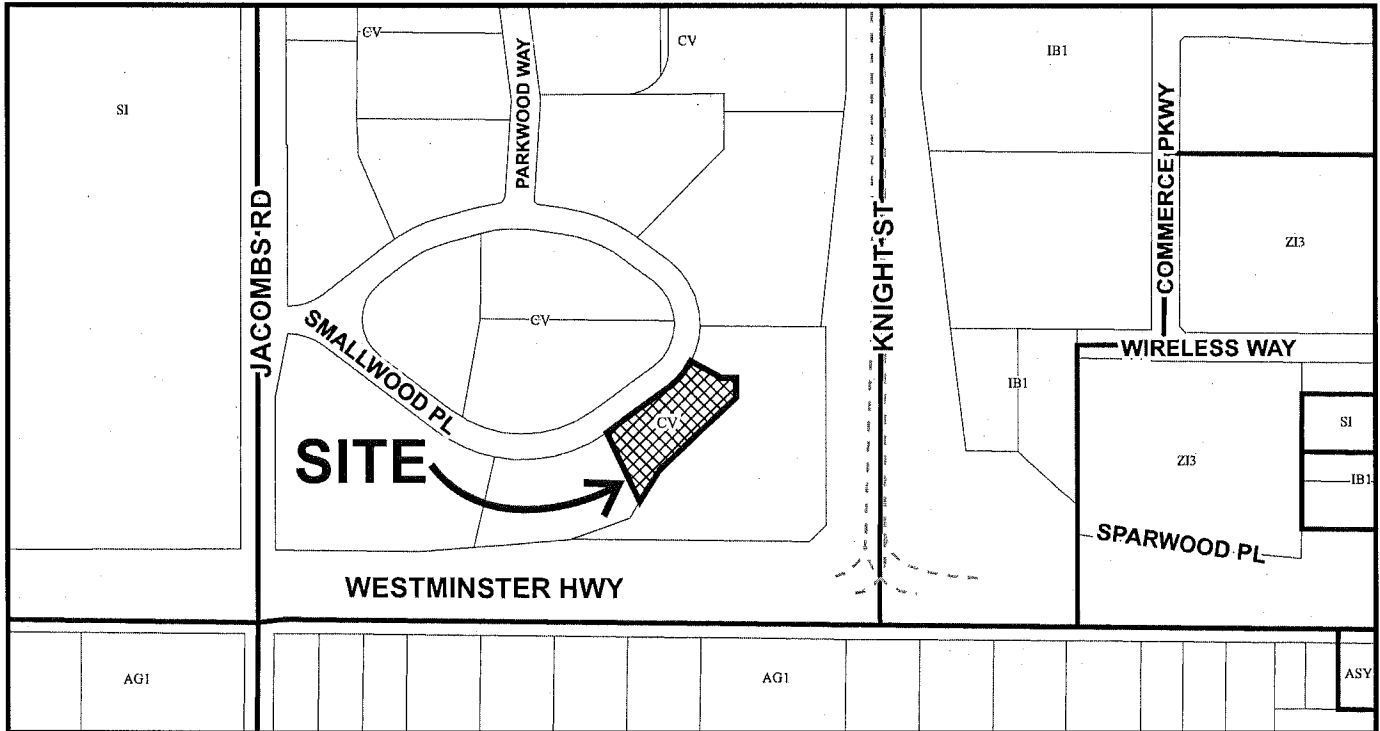 CV
CV
IB1
SI
PARKWOOD WAY
COMMERCE PKWY
JACOMBS RD
ZI3
KNIGHT ST
SMALLWOOD PL
CV
WIRELESS WAY
IB1
CV
SI
SITE
ZI3
IB1
SPARWOOD PL
WESTMINSTER HWY
AG1
AG1
ASY